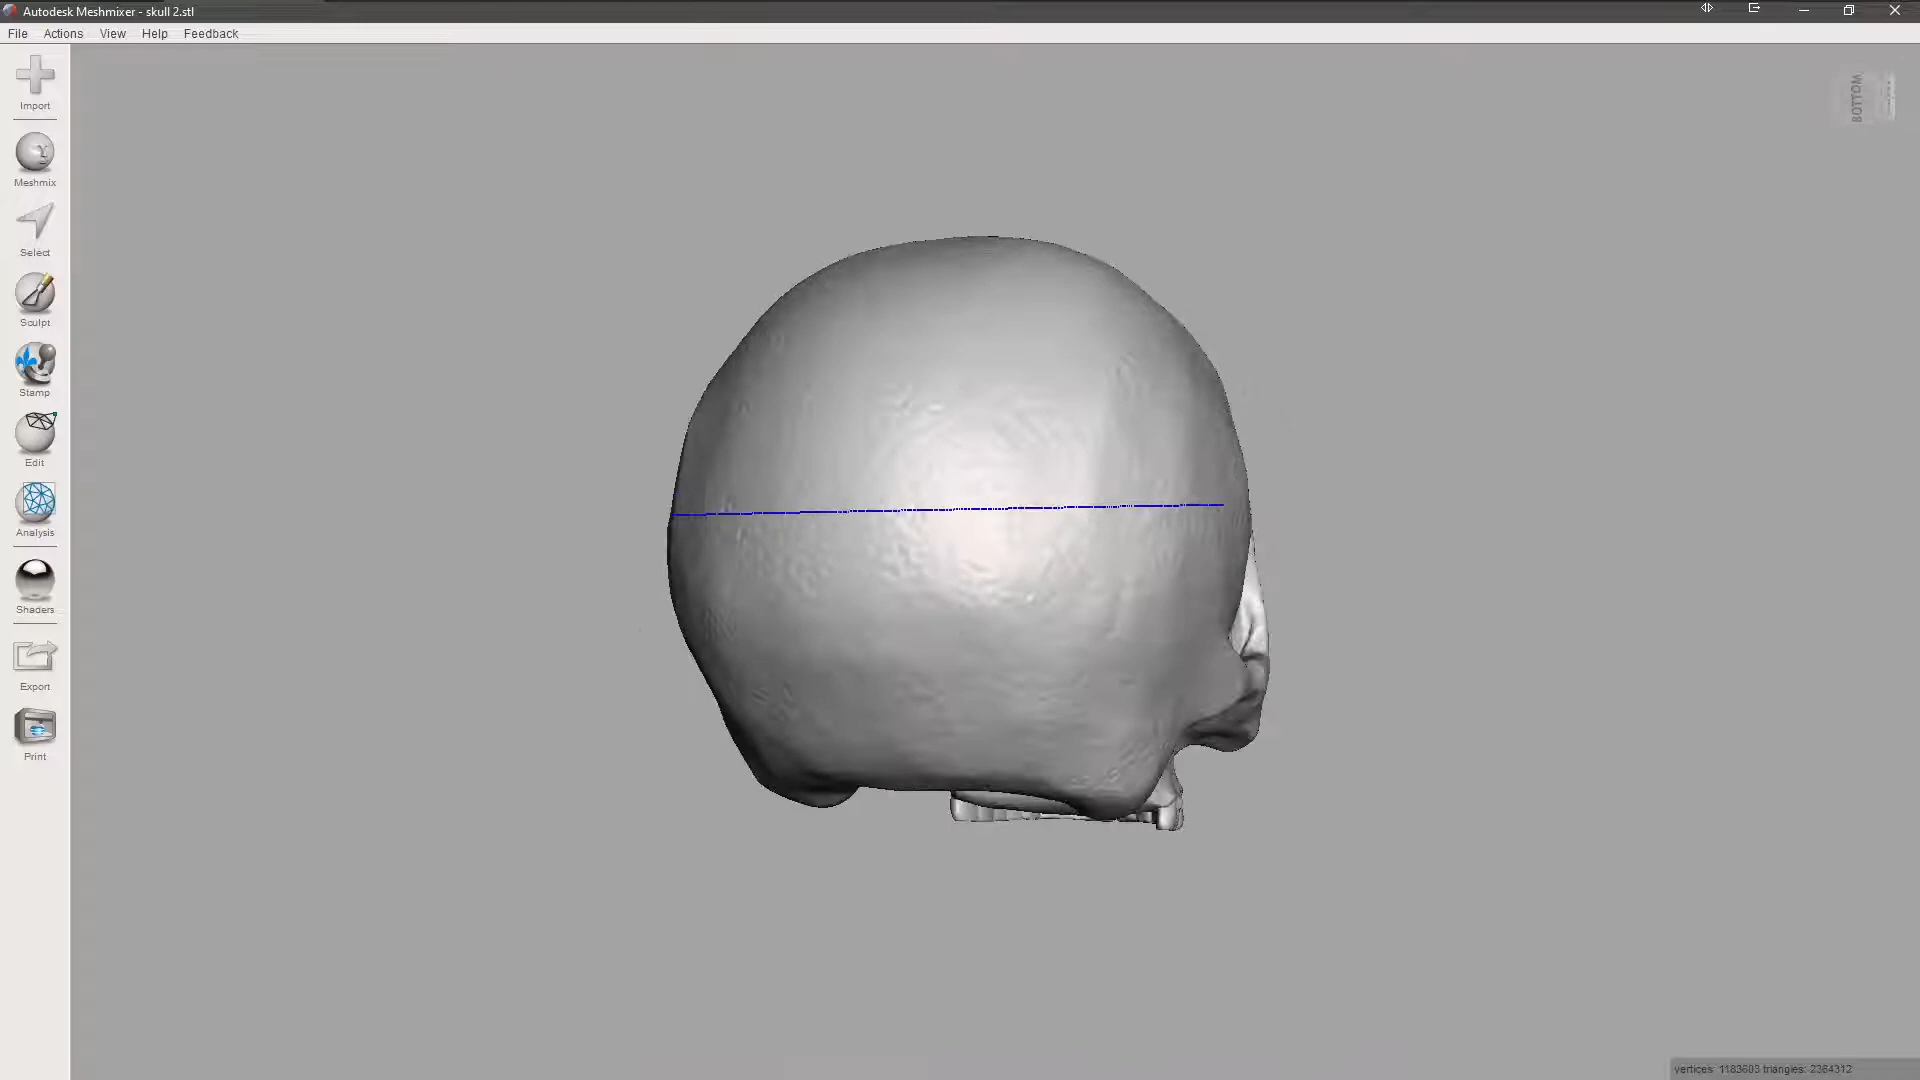 Autodesk Meshmixer - skull 2.stl
File Actions View Help Feedback
Import
Meshmix
Select
Sculpt
Stamp
Edit
Analysis
Shaders
Export
Print
BOTTOM
vertices: 1183603 triangles: 2364312